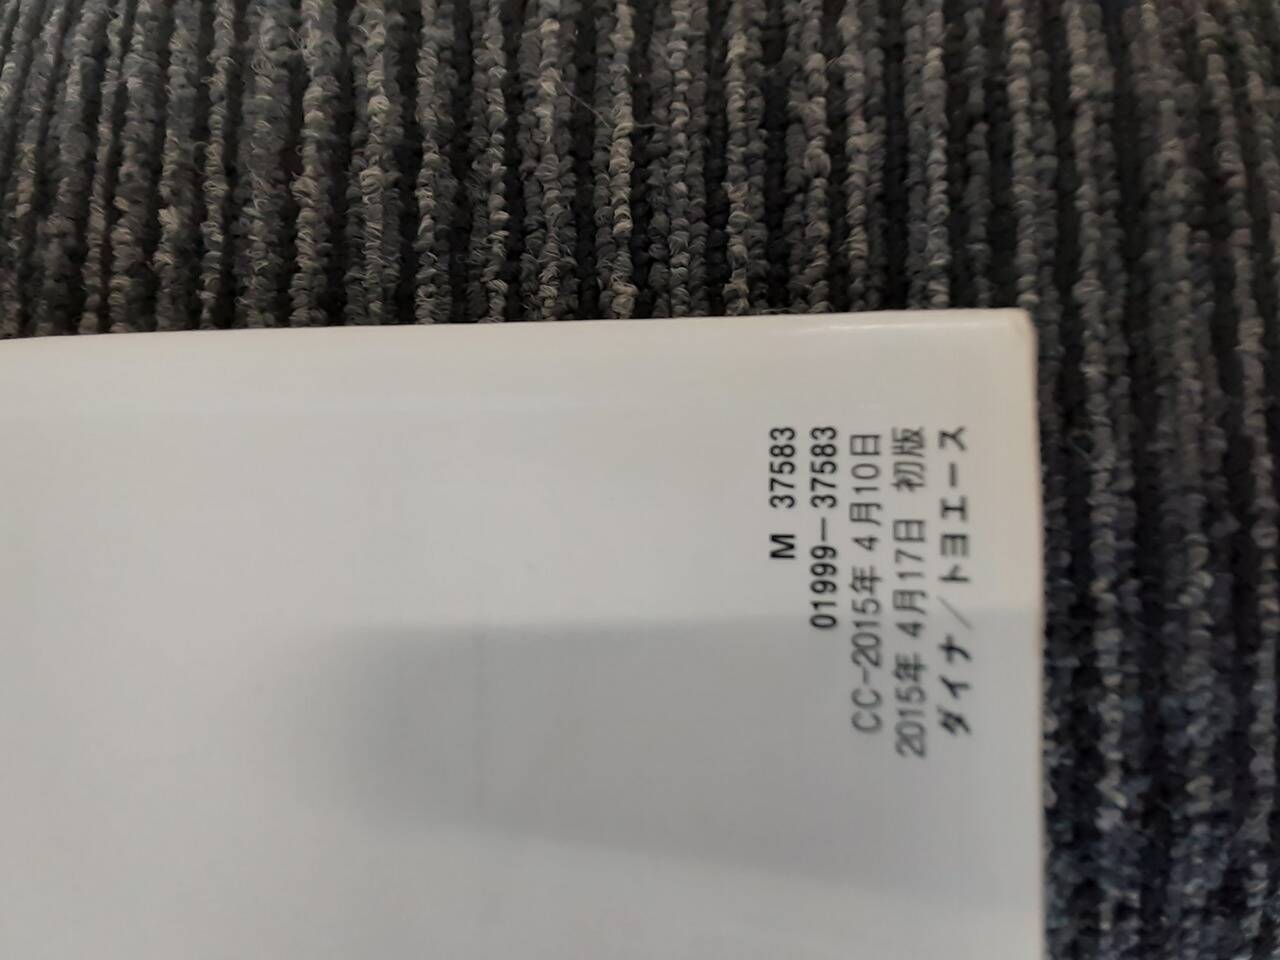 M 37583
01999－37583
CC-2015年 4月10日
2015年 4月17日 初版
ダイナ／トヨエース